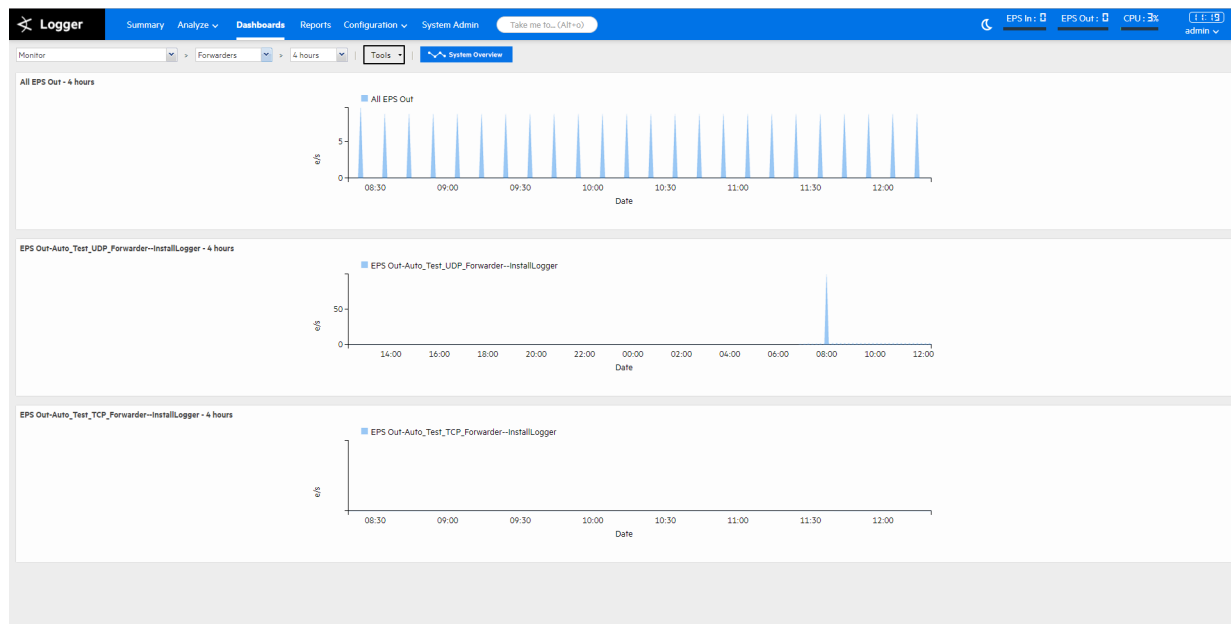 Logger Summary Analyze Dashboards Reports Configuration System Admin Take me to... (Alt+o) EPS In : 0 EPS Out : 0 CPU : 3% 11:19
admin
Monitor > Forwarders > 4 hours | Tools | System Overview
All EPS Out - 4 hours
All EPS Out
5
e/s
0
08:30 09:00 09:30 10:00 10:30 11:00 11:30 12:00
Date
EPS Out-Auto_Test_UDP_Forwarder--InstallLogger - 4 hours
EPS Out-Auto_Test_UDP_Forwarder--InstallLogger
50
e/s
0
14:00 16:00 18:00 20:00 22:00 00:00 02:00 04:00 06:00 08:00 10:00 12:00
Date
EPS Out-Auto_Test_TCP_Forwarder--InstallLogger - 4 hours
EPS Out-Auto_Test_TCP_Forwarder--InstallLogger
e/s
08:30 09:00 09:30 10:00 10:30 11:00 11:30 12:00
Date